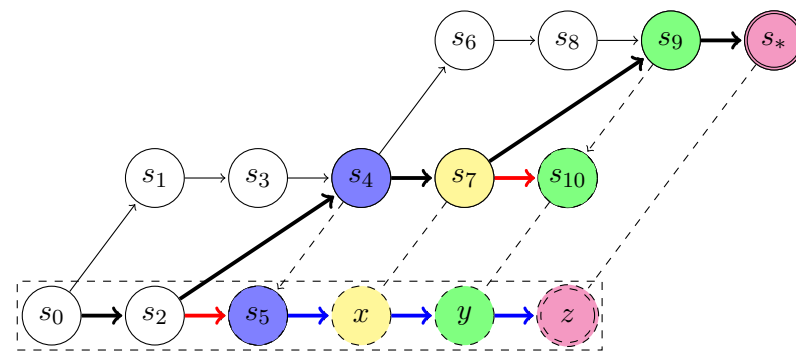 s₆ s₈ s₉ s⁎
s₁ s₃ s₄ s₇ s₁₀
s₀ s₂ s₅ x y z